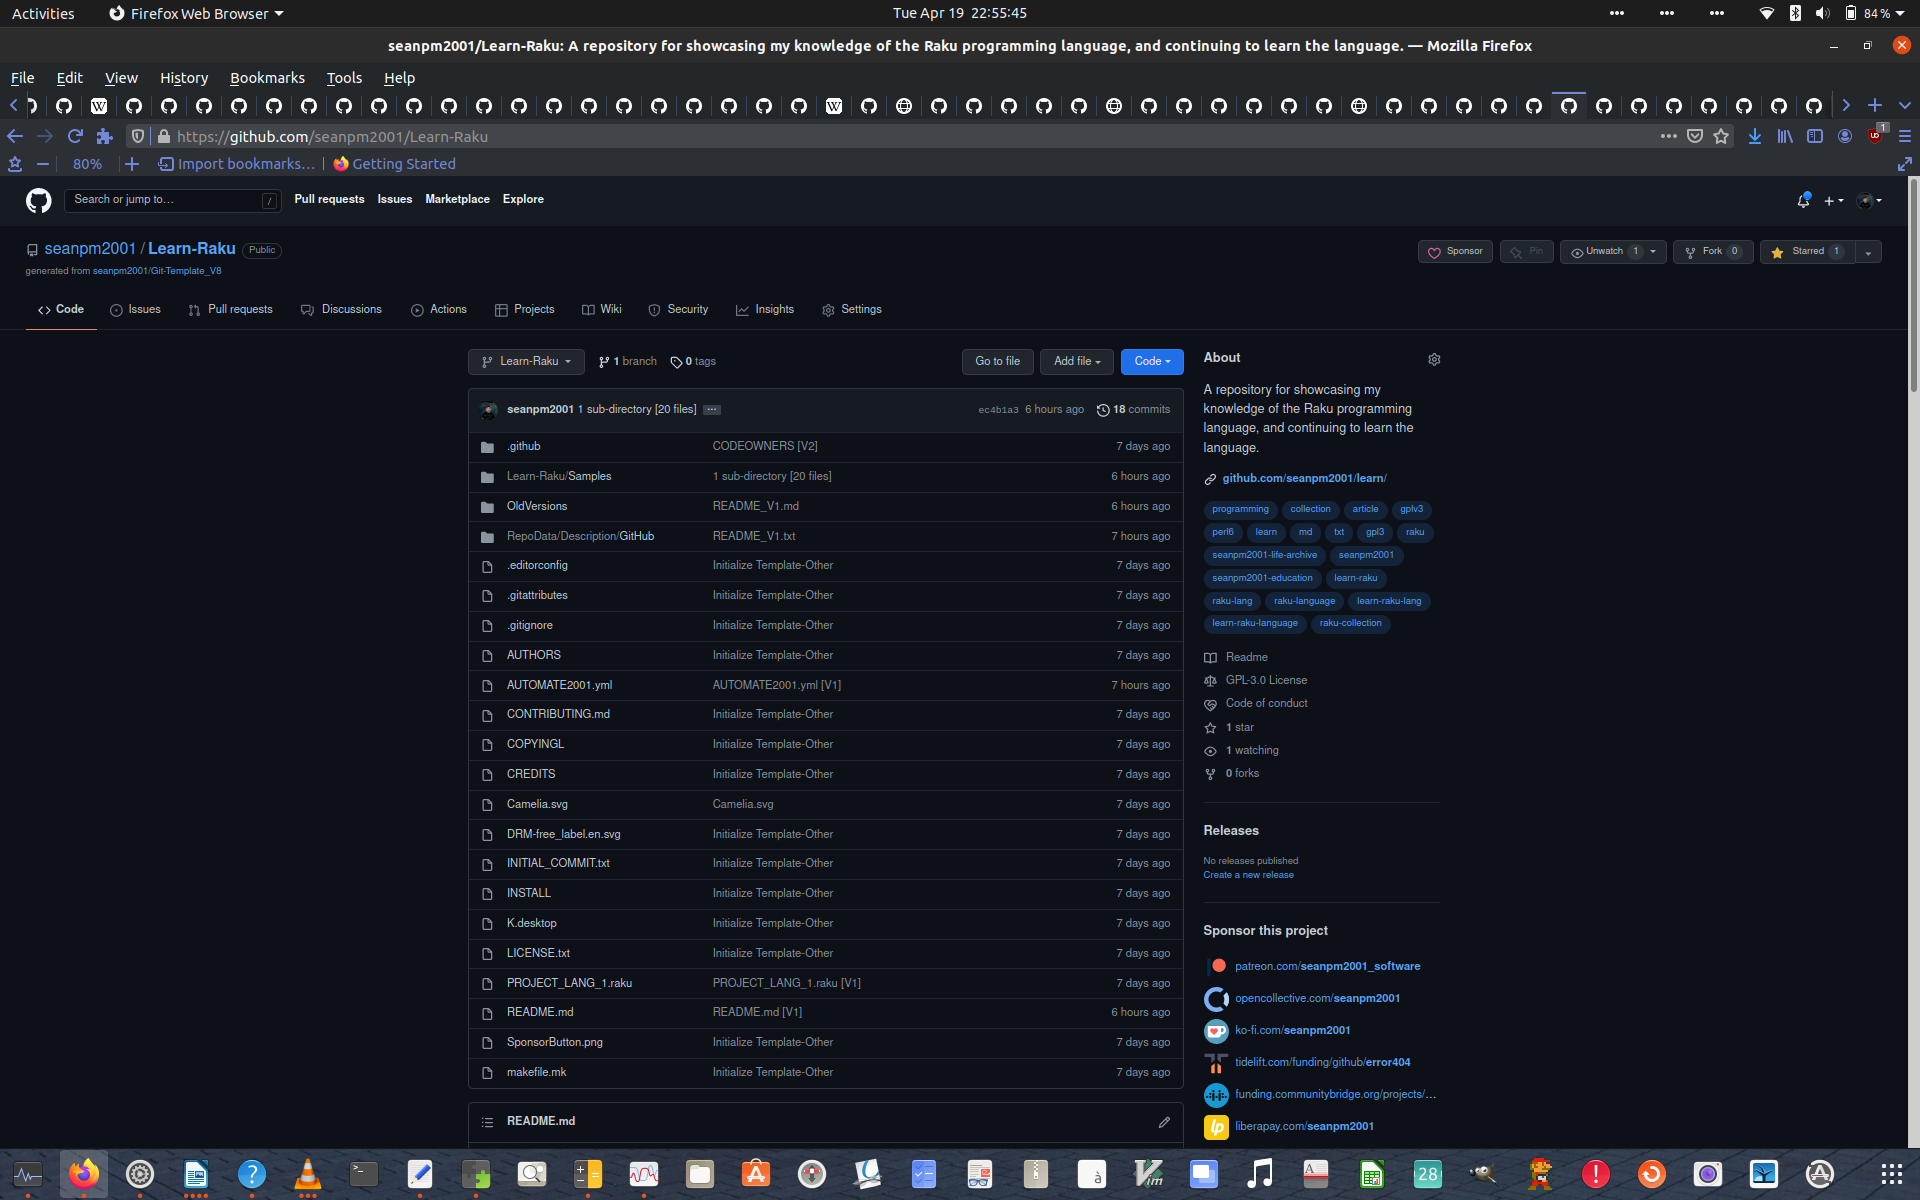 Activities
Firefox Web Browser
Tue Apr 19 22:55:45
84 %
seanpm2001/Learn-Raku: A repository for showcasing my knowledge of the Raku programming language, and continuing to learn the language. — Mozilla Firefox
File Edit View History Bookmarks Tools Help
https://github.com/seanpm2001/Learn-Raku
1
80%
Import bookmarks...
Getting Started
Search or jump to...
/
Pull requests Issues Marketplace Explore
seanpm2001 / Learn-Raku Public
generated from seanpm2001/Git-Template_V8
Sponsor
Pin
Unwatch 1
Fork 0
Starred 1
Code Issues Pull requests Discussions Actions Projects Wiki Security Insights Settings
Learn-Raku
1 branch
0 tags
Go to file
Add file
Code
seanpm2001 1 sub-directory [20 files] ... ec4b1a3 6 hours ago 18 commits
.github CODEOWNERS [V2] 7 days ago
Learn-Raku/Samples 1 sub-directory [20 files] 6 hours ago
OldVersions README_V1.md 6 hours ago
RepoData/Description/GitHub README_V1.txt 7 hours ago
.editorconfig Initialize Template-Other 7 days ago
.gitattributes Initialize Template-Other 7 days ago
.gitignore Initialize Template-Other 7 days ago
AUTHORS Initialize Template-Other 7 days ago
AUTOMATE2001.yml AUTOMATE2001.yml [V1] 7 hours ago
CONTRIBUTING.md Initialize Template-Other 7 days ago
COPYINGL Initialize Template-Other 7 days ago
CREDITS Initialize Template-Other 7 days ago
Camelia.svg Camelia.svg 7 days ago
DRM-free_label.en.svg Initialize Template-Other 7 days ago
INITIAL_COMMIT.txt Initialize Template-Other 7 days ago
INSTALL Initialize Template-Other 7 days ago
K.desktop Initialize Template-Other 7 days ago
LICENSE.txt Initialize Template-Other 7 days ago
PROJECT_LANG_1.raku PROJECT_LANG_1.raku [V1] 7 days ago
README.md README.md [V1] 6 hours ago
SponsorButton.png Initialize Template-Other 7 days ago
makefile.mk Initialize Template-Other 7 days ago
README.md
About
A repository for showcasing my
knowledge of the Raku programming
language, and continuing to learn the
language.
github.com/seanpm2001/learn/
programming collection article gplv3
perl6 learn md txt gpl3 raku
seanpm2001-life-archive seanpm2001
seanpm2001-education learn-raku
raku-lang raku-language learn-raku-lang
learn-raku-language raku-collection
Readme
GPL-3.0 License
Code of conduct
1 star
1 watching
0 forks
Releases
No releases published
Create a new release
Sponsor this project
patreon.com/seanpm2001_software
opencollective.com/seanpm2001
ko-fi.com/seanpm2001
tidelift.com/funding/github/error404
funding.communitybridge.org/projects/...
liberapay.com/seanpm2001
28